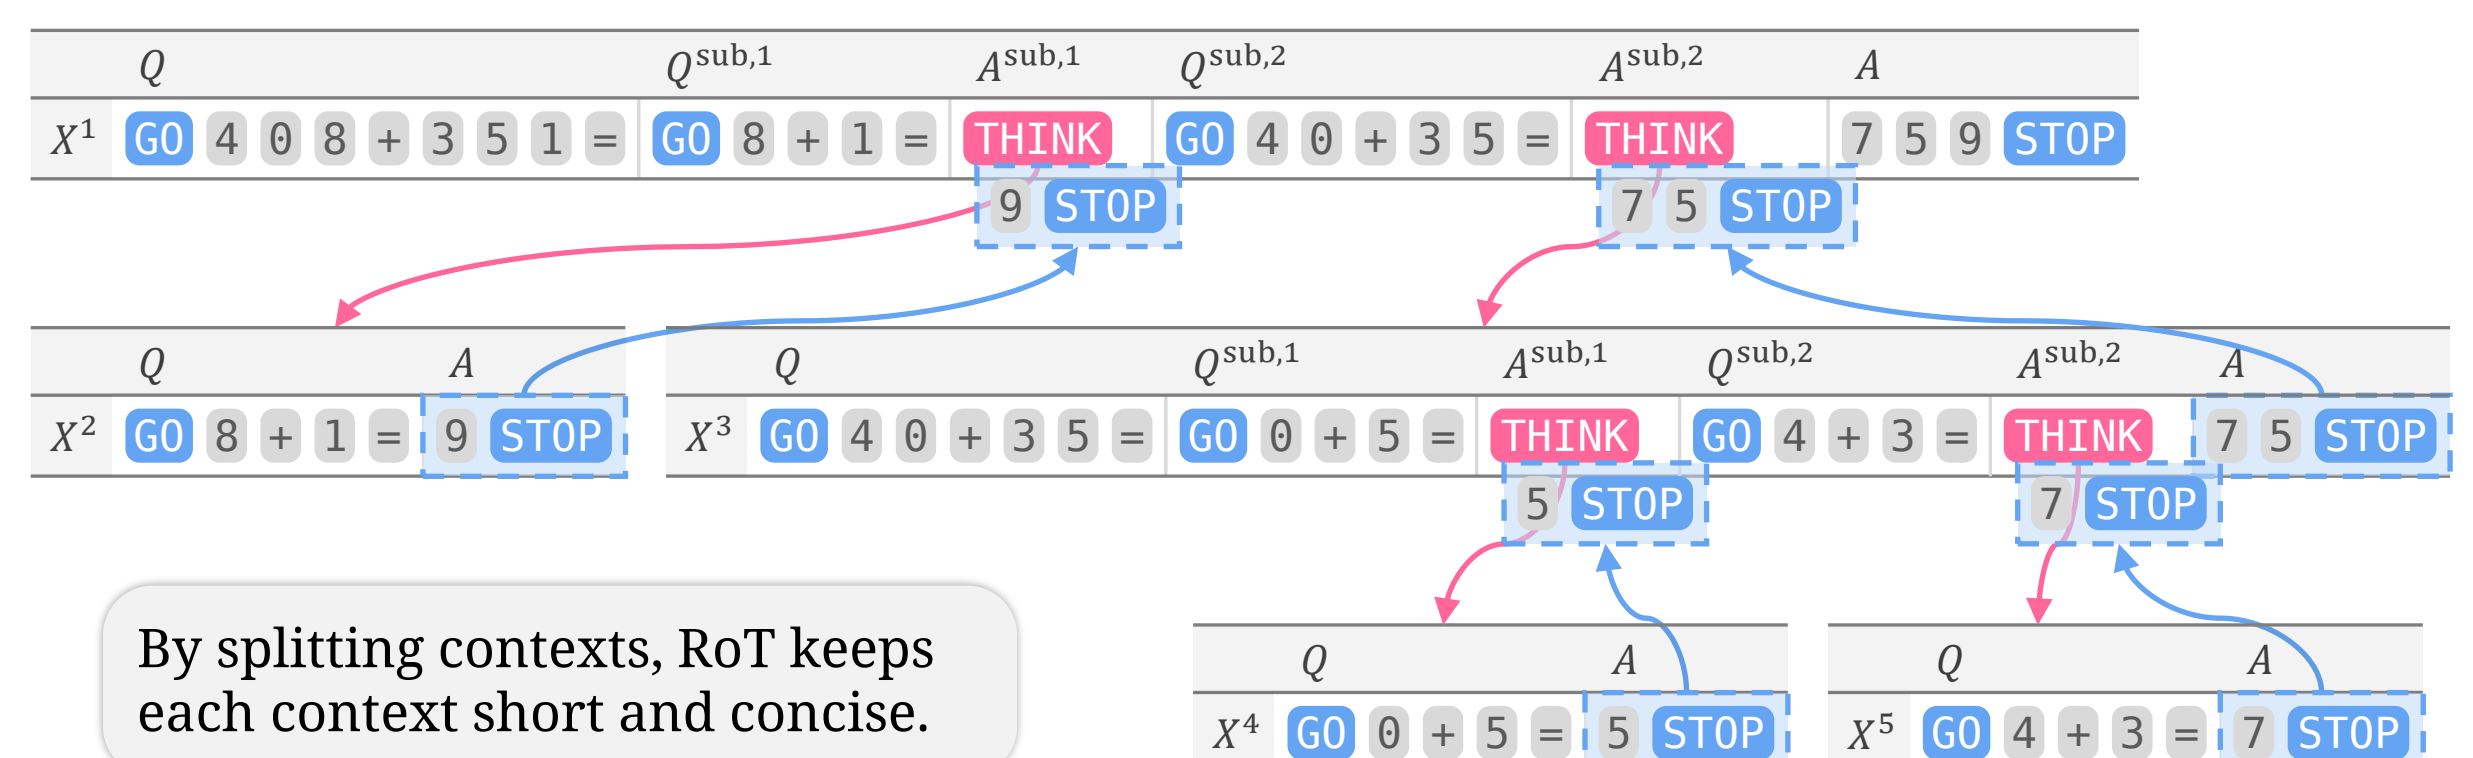 Q Q^sub,1 A^sub,1 Q^sub,2 A^sub,2 A
X^1 GO 4 0 8 + 3 5 1 = GO 8 + 1 = THINK GO 4 0 + 3 5 = THINK 7 5 9 STOP
9 STOP 7 5 STOP
Q A Q Q^sub,1 A^sub,1 Q^sub,2 A^sub,2 A
X^2 GO 8 + 1 = 9 STOP X^3 GO 4 0 + 3 5 = GO 0 + 5 = THINK GO 4 + 3 = THINK 7 5 STOP
5 STOP 7 STOP
By splitting contexts, RoT keeps
each context short and concise.
Q A Q A
X^4 GO 0 + 5 = 5 STOP X^5 GO 4 + 3 = 7 STOP